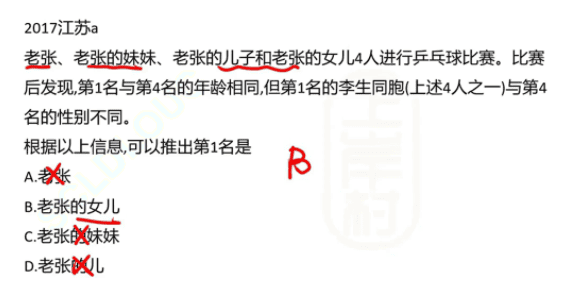 2017江苏a
老张、老张的妹妹、老张的儿子和老张的女儿4人进行乒乓球比赛。比赛
后发现,第1名与第4名的年龄相同,但第1名的李生同胞(上述4人之一)与第4
名的性别不同。
根据以上信息,可以推出第1名是
B
A.老张
B.老张的女儿
C.老张的妹妹
D.老张的儿